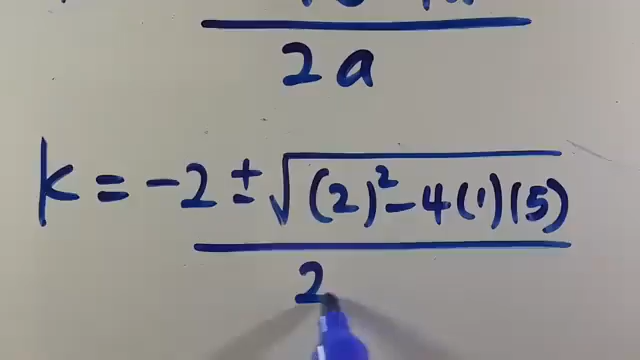 2a
k = -2 ± √(2)² - 4(1)(5)
2